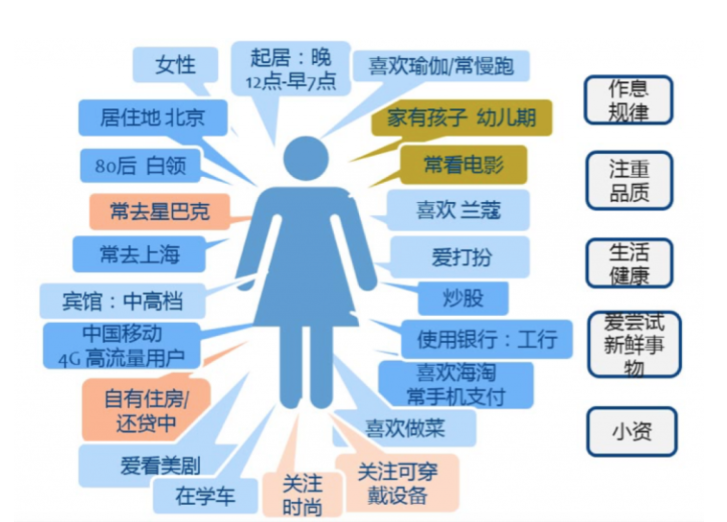 女性
起居：晚
12点-早7点
喜欢瑜伽/常慢跑
居住地 北京
家有孩子 幼儿期
80后 白领
常看电影
常去星巴克
喜欢 兰蔻
常去上海
爱打扮
宾馆：中高档
炒股
中国移动
4G 高流量用户
使用银行：工行
自有住房/
还贷中
喜欢海淘
常手机支付
爱看美剧
喜欢做菜
在学车
关注
时尚
关注可穿
戴设备
作息
规律
注重
品质
生活
健康
爱尝试
新鲜事
物
小资